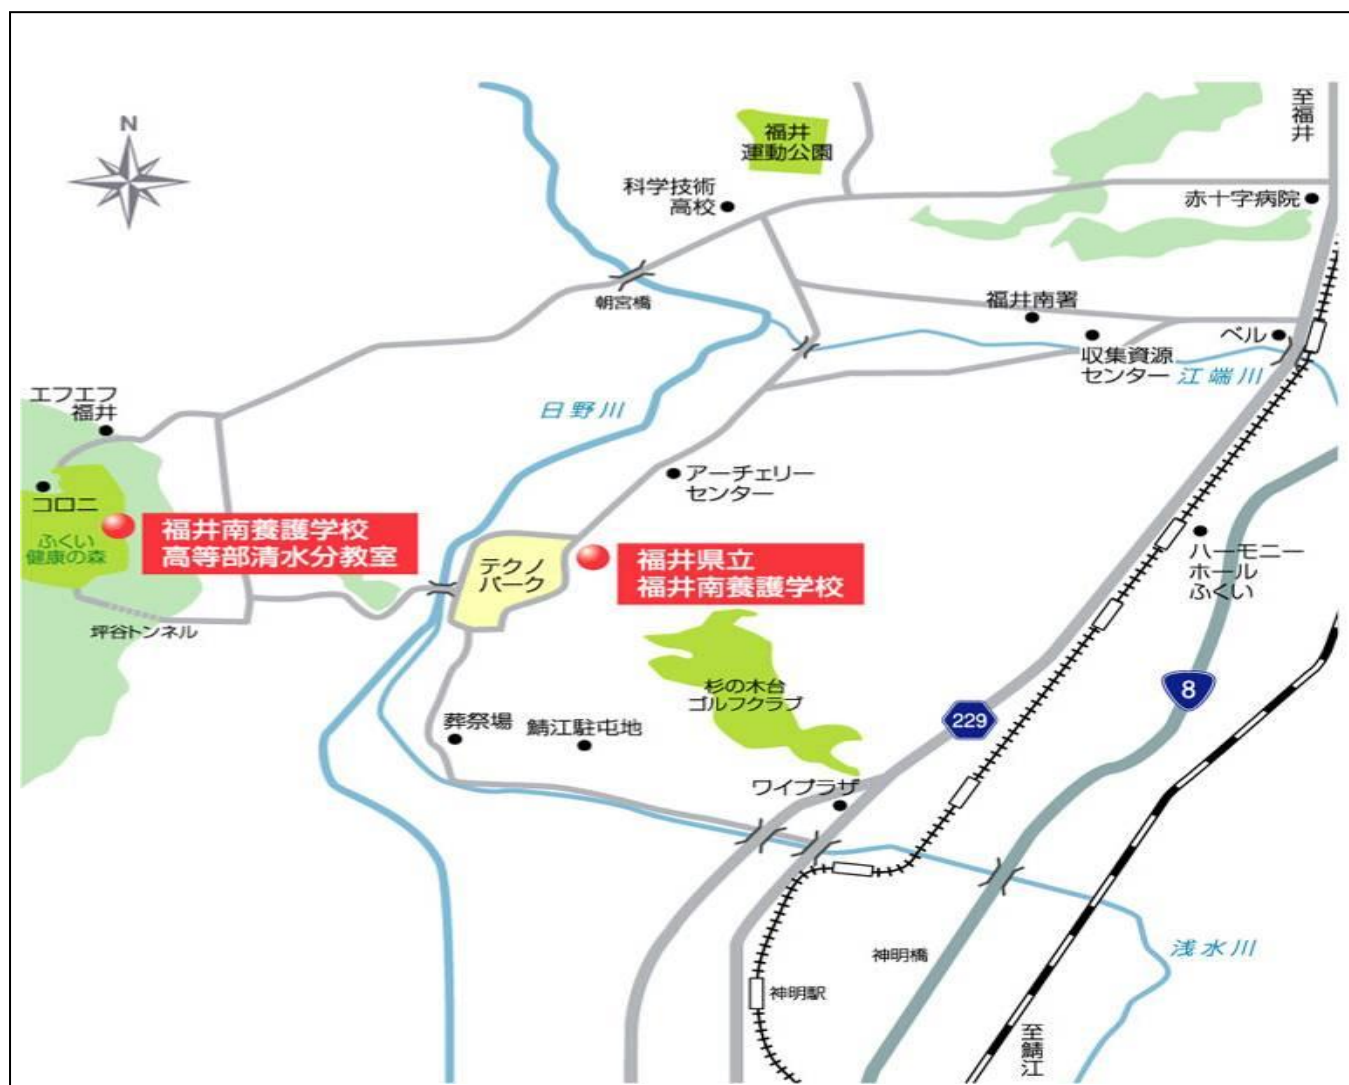 N
至福井
福井
運動公園
科学技術
高校
赤十字病院
朝宮橋
福井南署
ベル
収集資源
センター
江端川
エフエフ
福井
日野川
アーチェリー
センター
コロニー
ふくい
健康の森
福井南養護学校
高等部清水分教室
テクノ
パーク
福井県立
福井南養護学校
ハーモニー
ホール
ふくい
坪谷トンネル
杉の木台
ゴルフクラブ
8
229
葬祭場
鯖江駐屯地
ワイプラザ
神明橋
浅水川
神明駅
至鯖江